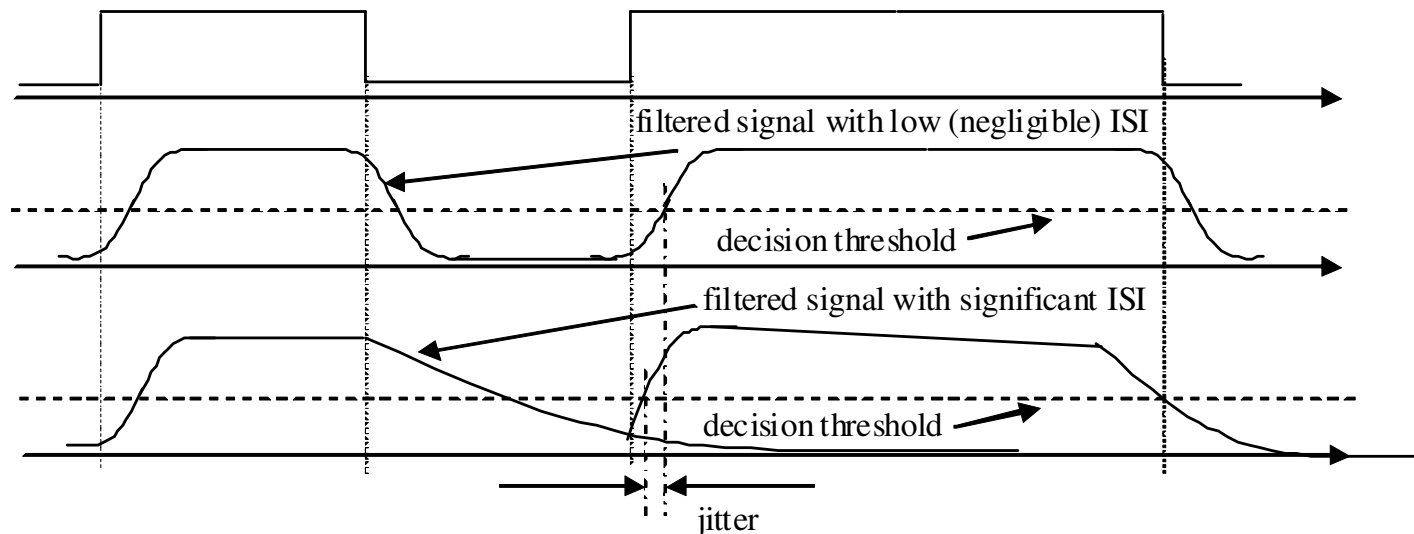 filtered signal with low (negligible) ISI
decision threshold
filtered signal with significant ISI
decision threshold
jitter